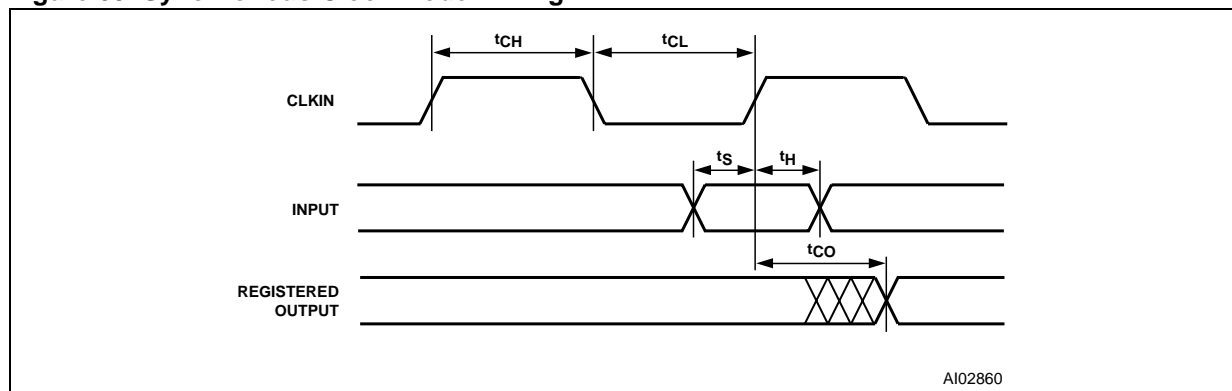 tCH
tCL
CLKIN
tS
tH
INPUT
tCO
REGISTERED
OUTPUT
AI02860